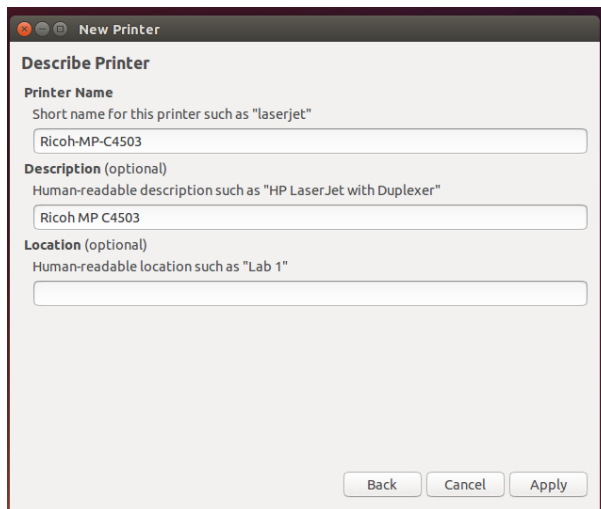 New Printer
Describe Printer
Printer Name
Short name for this printer such as "laserjet"
Ricoh-MP-C4503
Description (optional)
Human-readable description such as "HP LaserJet with Duplexer"
Ricoh MP C4503
Location (optional)
Human-readable location such as "Lab 1"
Back Cancel Apply